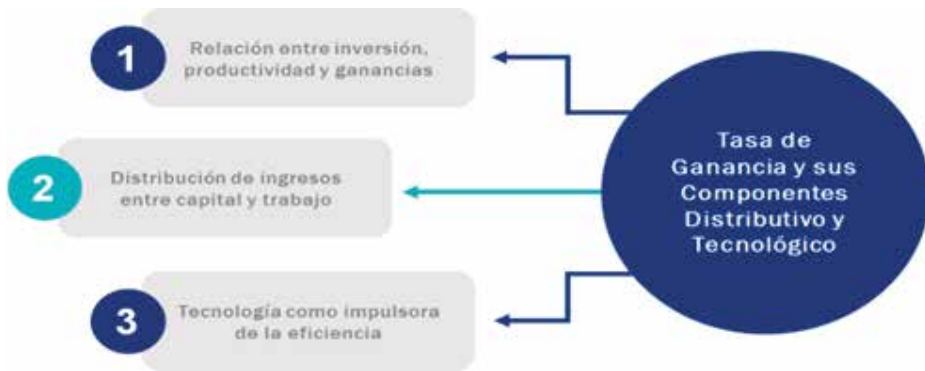 1
Relación entre inversión,
productividad y ganancias
2
Distribución de ingresos
entre capital y trabajo
3
Tecnología como impulsora
de la eficiencia
Tasa de
Ganancia y sus
Componentes
Distributivo y
Tecnológico